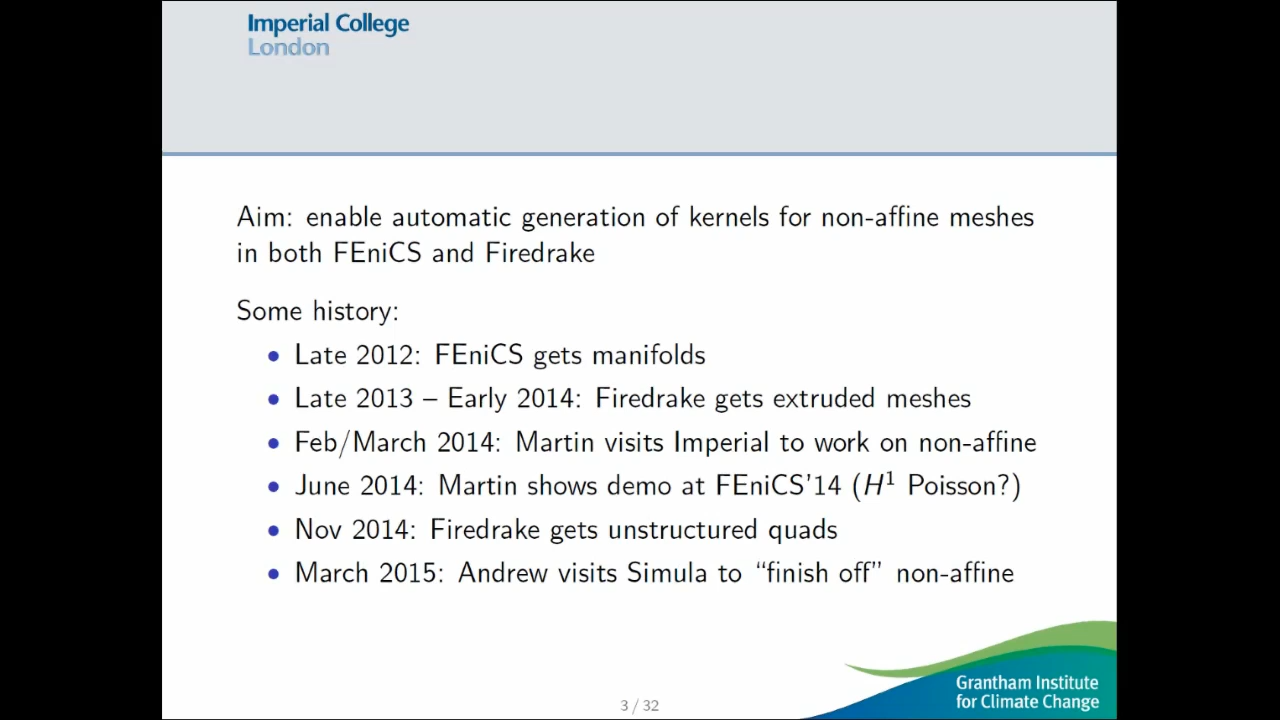 Imperial College
London
Aim: enable automatic generation of kernels for non-affine meshes
in both FEniCS and Firedrake
Some history:
• Late 2012: FEniCS gets manifolds
• Late 2013 – Early 2014: Firedrake gets extruded meshes
• Feb/March 2014: Martin visits Imperial to work on non-affine
• June 2014: Martin shows demo at FEniCS'14 (H¹ Poisson?)
• Nov 2014: Firedrake gets unstructured quads
• March 2015: Andrew visits Simula to “finish off” non-affine
Grantham Institute
for Climate Change
3 / 32